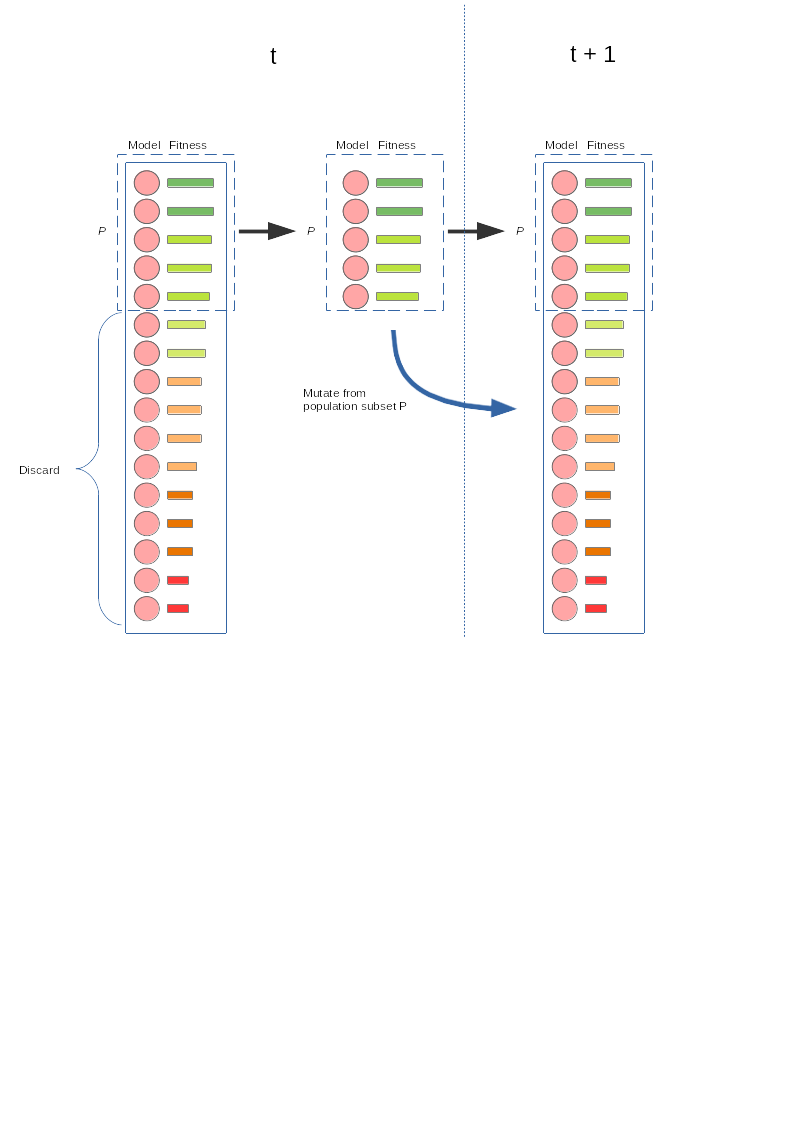 t
t + 1
Model Fitness
Model Fitness
Model Fitness
P
P
P
Mutate from
population subset P
Discard